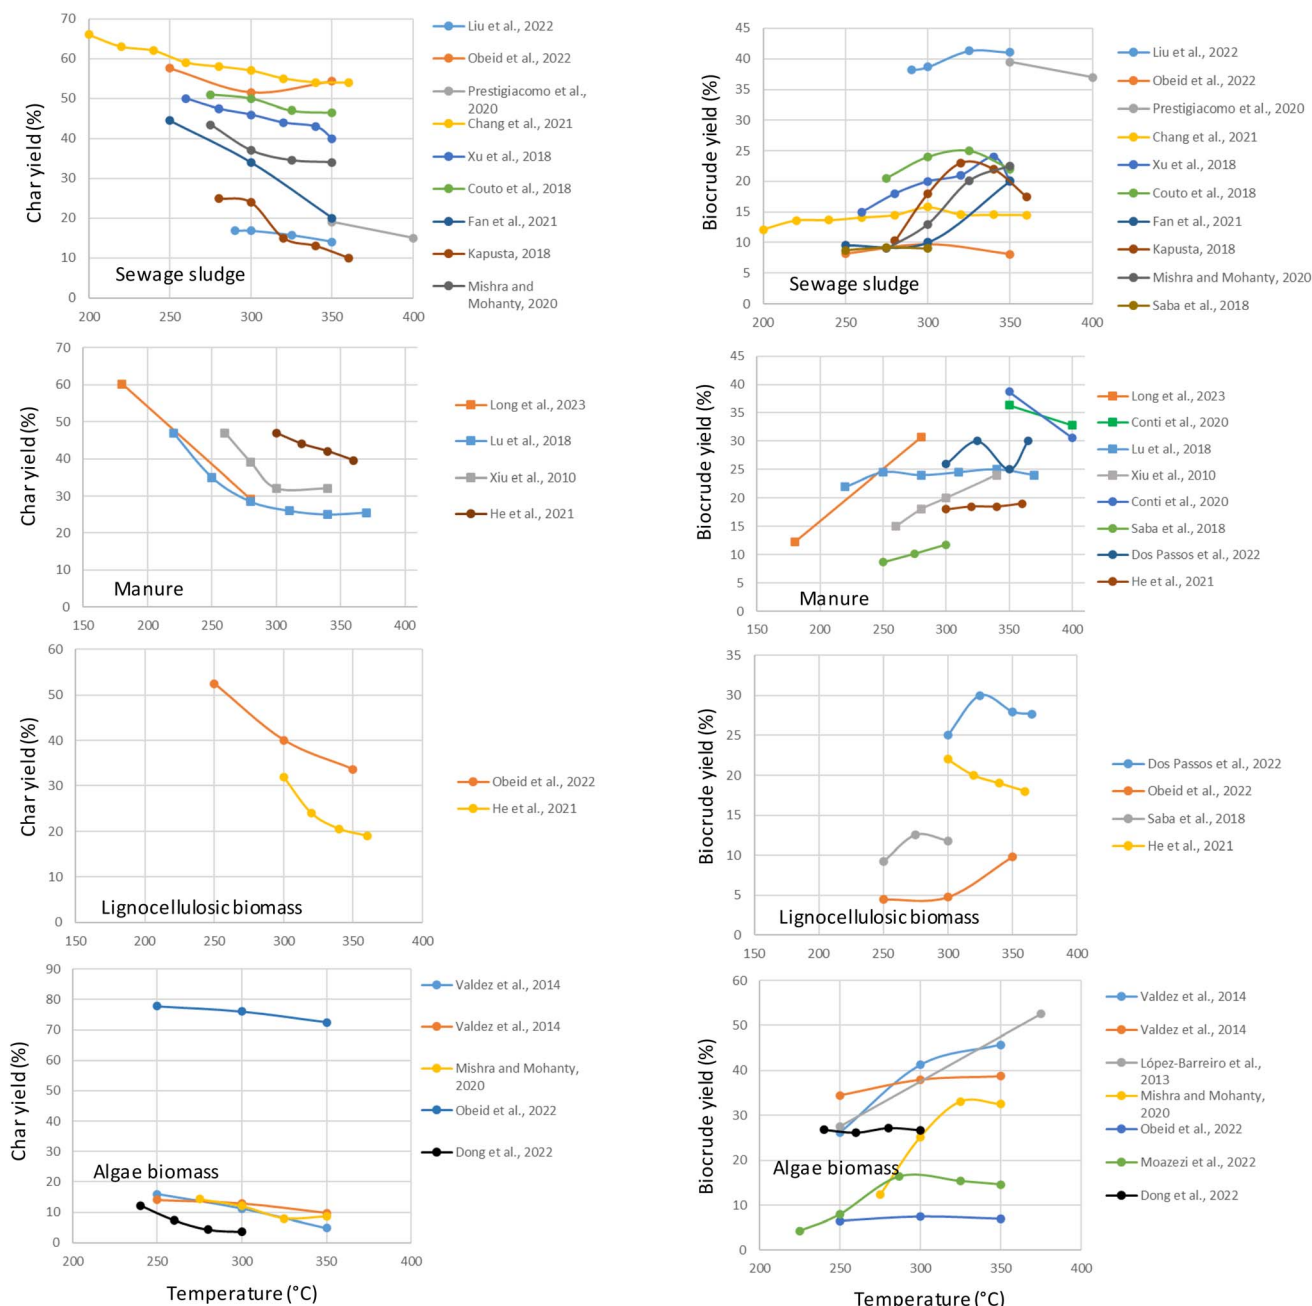 Char yield (%)
70
60
50
40
30
20
10
0
200
250
300
350
400
Sewage sludge
Liu et al., 2022
Obeid et al., 2022
Prestigiacomo et al.,
2020
Chang et al., 2021
Xu et al., 2018
Couto et al., 2018
Fan et al., 2021
Kapusta, 2018
Mishra and
Mohanty, 2020
Biocrude yield (%)
45
40
35
30
25
20
15
10
5
0
200
250
300
350
400
Sewage sludge
Liu et al., 2022
Obeid et al., 2022
Prestigiacomo et al., 2020
Chang et al., 2021
Xu et al., 2018
Couto et al., 2018
Fan et al., 2021
Kapusta, 2018
Mishra and Mohanty, 2020
Saba et al., 2018
Char yield (%)
70
60
50
40
30
20
10
0
150
200
250
300
350
400
Manure
Long et al., 2023
Lu et al., 2018
Xiu et al., 2010
He et al., 2021
Biocrude yield (%)
45
40
35
30
25
20
15
10
5
0
150
200
250
300
350
400
Manure
Long et al., 2023
Conti et al., 2020
Lu et al., 2018
Xiu et al., 2010
Conti et al., 2020
Saba et al., 2018
Dos Passos et al., 2022
He et al., 2021
Char yield (%)
60
50
40
30
20
10
0
150
200
250
300
350
400
Lignocellulosic biomass
Obeid et al., 2022
He et al., 2021
Biocrude yield (%)
35
30
25
20
15
10
5
0
150
200
250
300
350
400
Lignocellulosic biomass
Dos Passos et al., 2022
Obeid et al., 2022
Saba et al., 2018
He et al., 2021
Char yield (%)
90
80
70
60
50
40
30
20
10
0
200
250
300
350
400
Algae biomass
Temperature (°C)
Valdez et al., 2014
Valdez et al., 2014
Mishra and Mohanty,
2020
Obeid et al., 2022
Dong et al., 2022
Biocrude yield (%)
60
50
40
30
20
10
0
200
250
300
350
400
Algae biomass
Temperature (°C)
Valdez et al., 2014
Valdez et al., 2014
López-Barreiro et al.,
2013
Mishra and Mohanty,
2020
Obeid et al., 2022
Moazezi et al., 2022
Dong et al., 2022